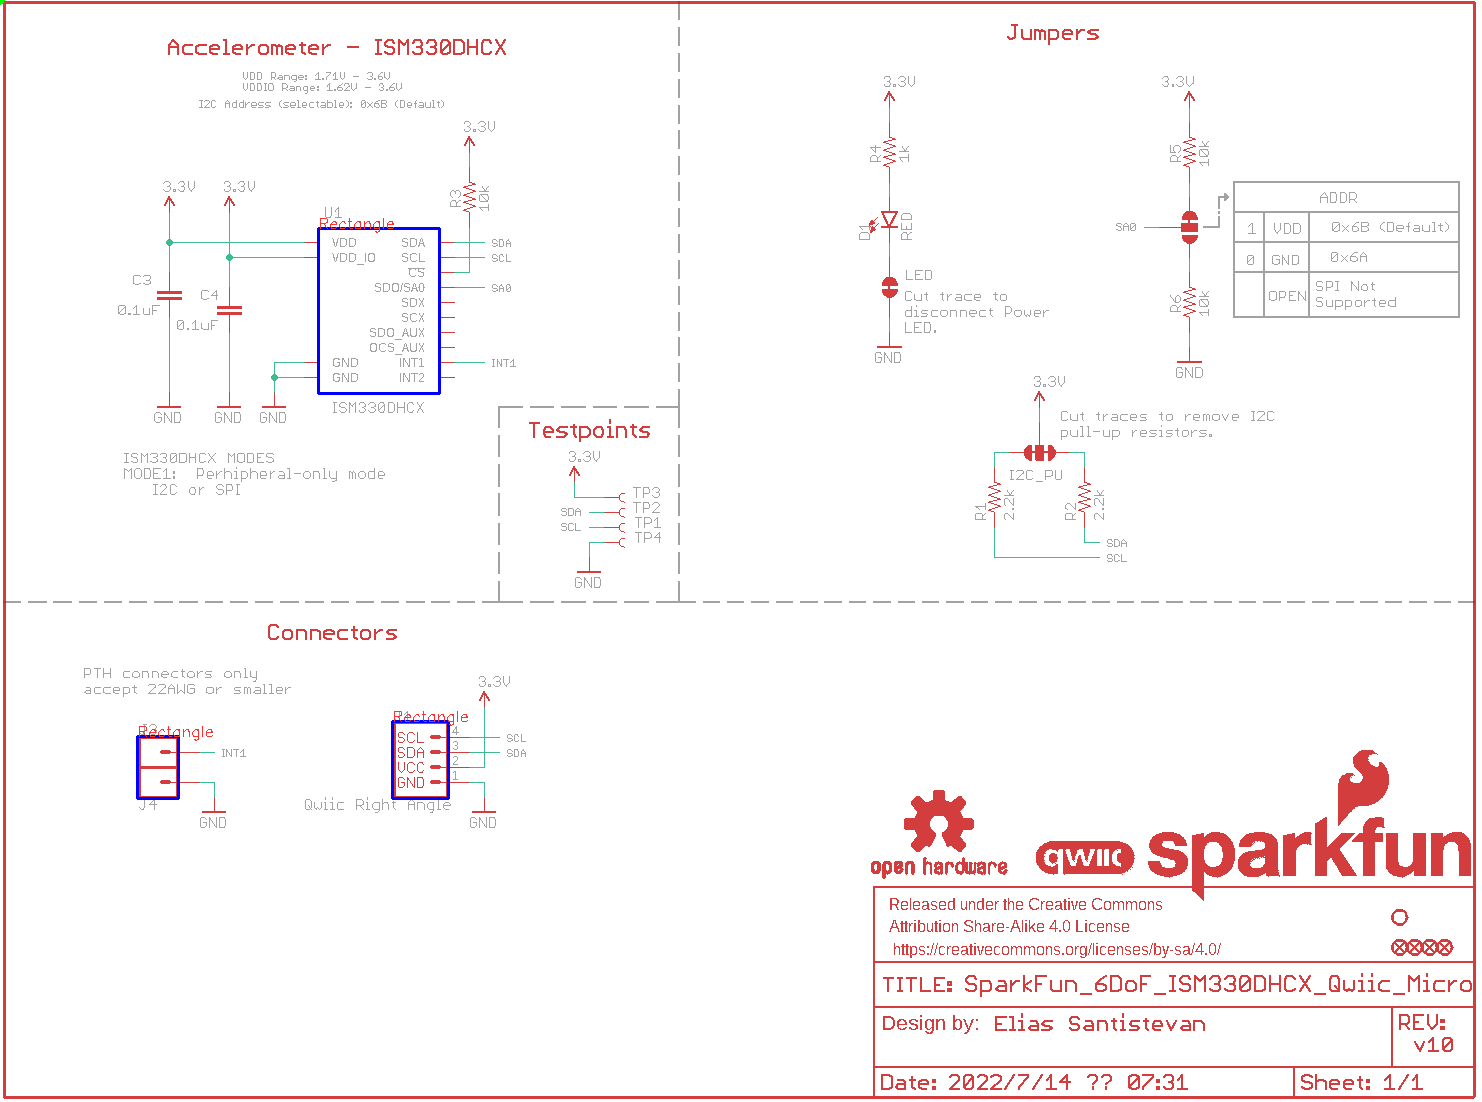 Accelerometer - ISM330DHCX
VDD Range: 1.71V - 3.6V
VDDIO Range: 1.62V - 3.6V
I2C Address (selectable): 0x6B (Default)
3.3V
R3
10k
3.3V
3.3V
U1
Rectangle
VDD
VDD_IO
GND
GND
SDA
SCL
CS
SDO/SA0
SDX
SCX
SDO_AUX
OCS_AUX
INT1
INT2
SDA
SCL
SA0
INT1
C3
0.1uF
C4
0.1uF
GND
GND
GND
ISM330DHCX
ISM330DHCX MODES
MODE1: Perhipheral-only mode
I2C or SPI
Testpoints
3.3V
TP3
SDA
TP2
SCL
TP1
TP4
GND
Jumpers
3.3V
R4
1k
D1
RED
LED
Cut trace to
disconnect Power
LED.
GND
3.3V
R5
10k
SA0
R6
10k
GND
ADDR
1 VDD 0x6B (Default)
0 GND 0x6A
OPEN SPI Not
Supported
3.3V
Cut traces to remove I2C
pull-up resistors.
I2C_PU
R1
2.2k
R2
2.2k
SDA
SCL
Connectors
PTH connectors only
accept 22AWG or smaller
Rectangle
INT1
J4
GND
3.3V
Rectangle
SCL 4 SCL
SDA 3 SDA
VCC 2
GND 1
Qwiic Right Angle
GND
open hardware
qwiic
sparkfun
Released under the Creative Commons
Attribution Share-Alike 4.0 License
https://creativecommons.org/licenses/by-sa/4.0/
TITLE: SparkFun_6DoF_ISM330DHCX_Qwiic_Micro
Design by: Elias Santistevan
REV:
v10
Date: 2022/7/14 ?? 07:31
Sheet: 1/1